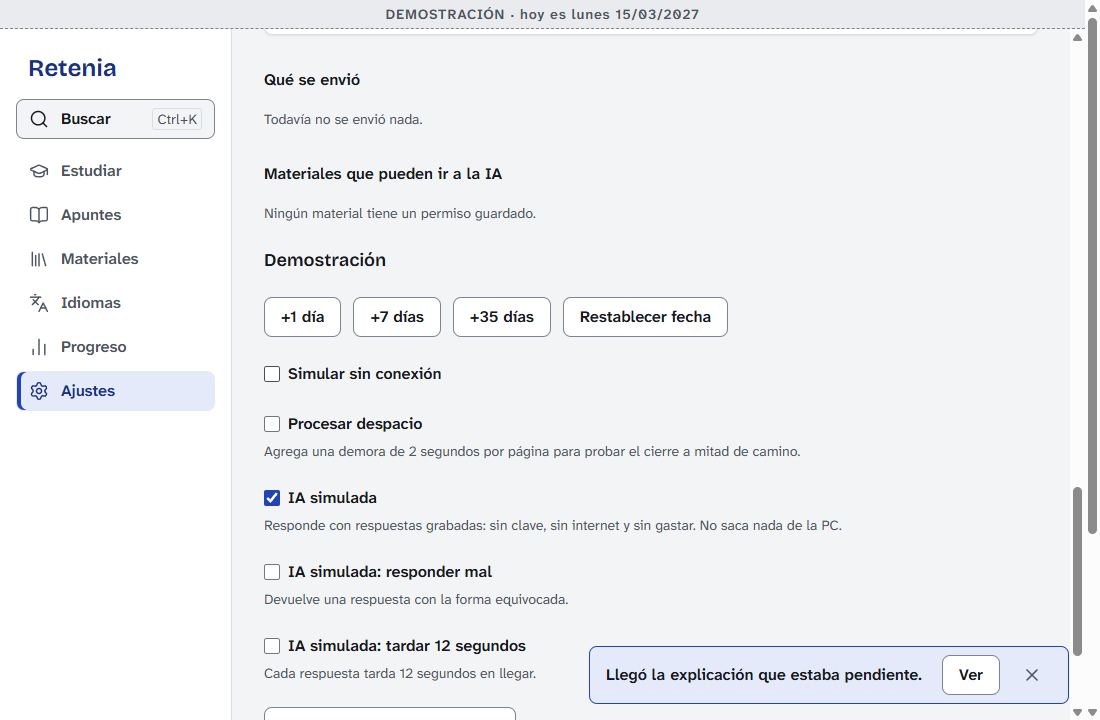 DEMOSTRACIÓN · hoy es lunes 15/03/2027
Retenia
Buscar Ctrl+K
Estudiar
Apuntes
Materiales
Idiomas
Progreso
Ajustes
Qué se envió
Todavía no se envió nada.
Materiales que pueden ir a la IA
Ningún material tiene un permiso guardado.
Demostración
+1 día +7 días +35 días Restablecer fecha
Simular sin conexión
Procesar despacio
Agrega una demora de 2 segundos por página para probar el cierre a mitad de camino.
IA simulada
Responde con respuestas grabadas: sin clave, sin internet y sin gastar. No saca nada de la PC.
IA simulada: responder mal
Devuelve una respuesta con la forma equivocada.
IA simulada: tardar 12 segundos
Cada respuesta tarda 12 segundos en llegar.
Llegó la explicación que estaba pendiente. Ver